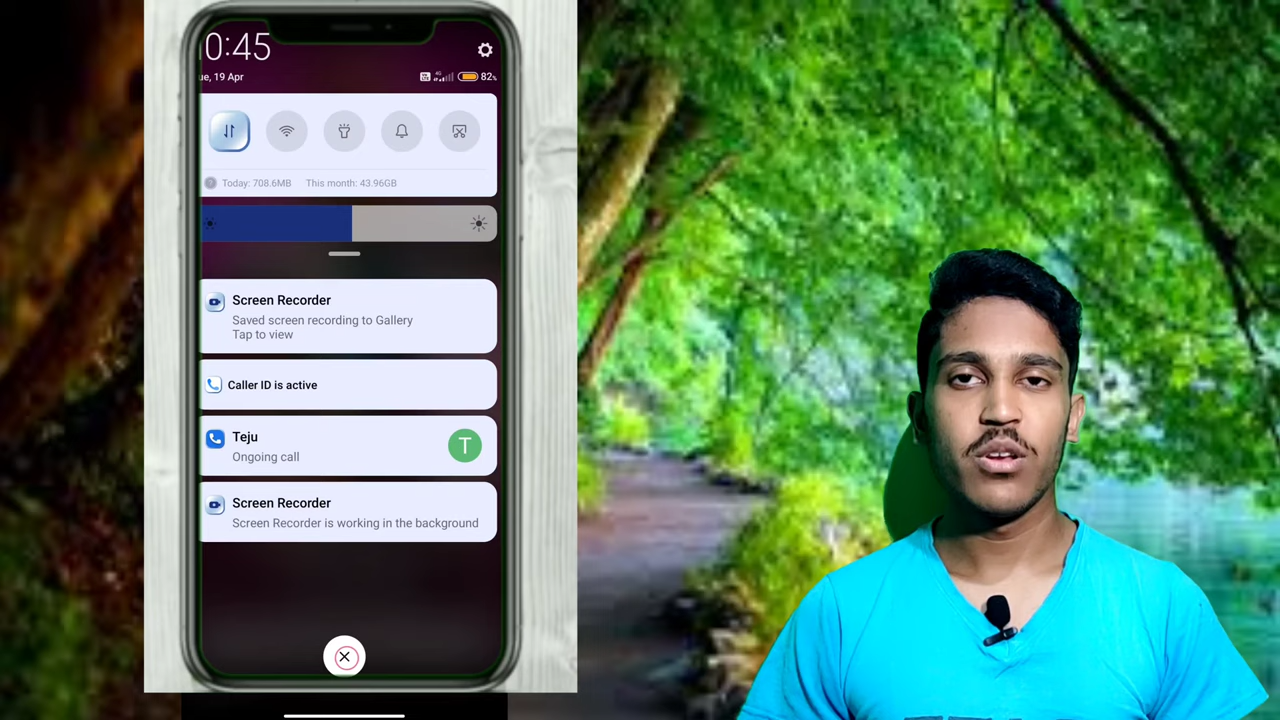 0:45
ue, 19 Apr
4G
82%
Today: 708.6MB This month: 43.96GB
Screen Recorder
Saved screen recording to Gallery
Tap to view
Caller ID is active
Teju
Ongoing call
T
Screen Recorder
Screen Recorder is working in the background